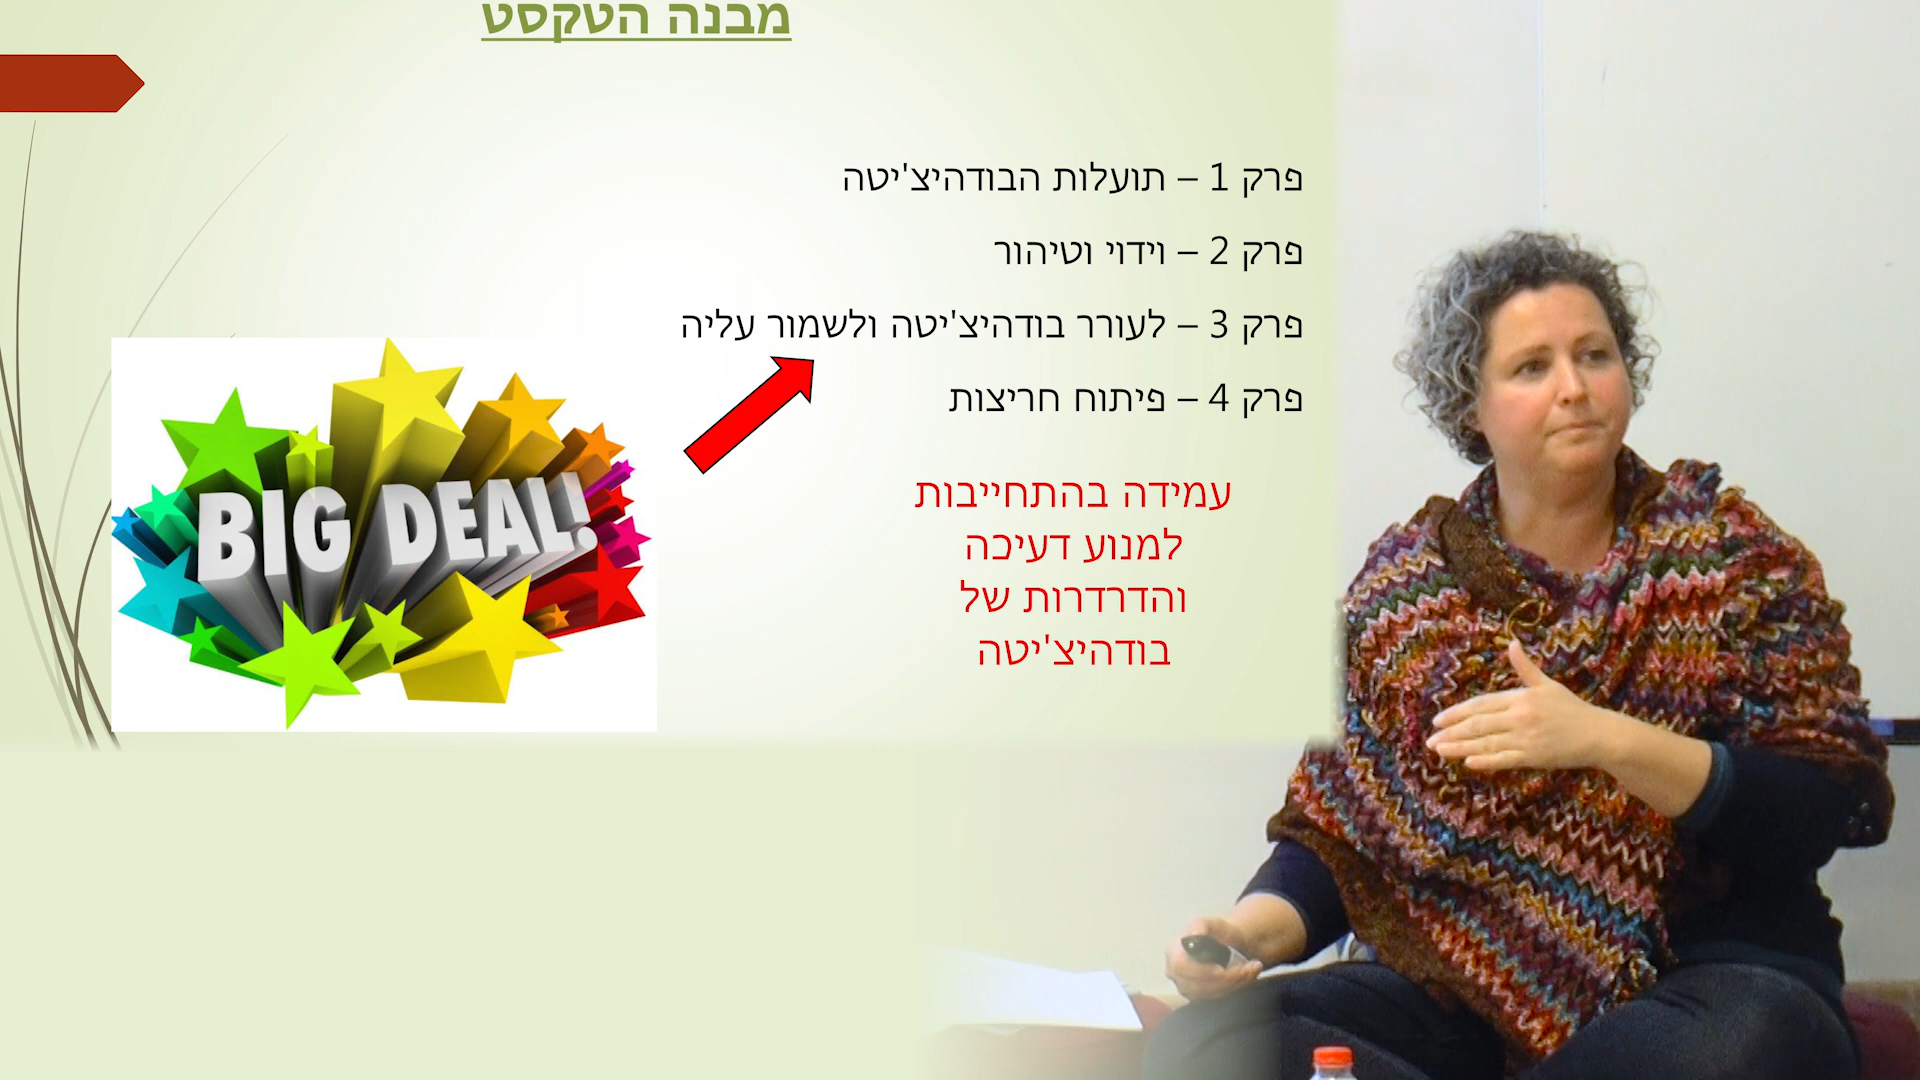 מבנה הטקסט
פרק 1 – תועלות הבודהיצ'יטה
פרק 2 – וידוי וטיהור
פרק 3 – לעורר בודהיצ'יטה ולשמור עליה
פרק 4 – פיתוח חריצות
BIG DEAL!
עמידה בהתחייבות
למנוע דעיכה
והדרדרות של
בודהיצ'יטה